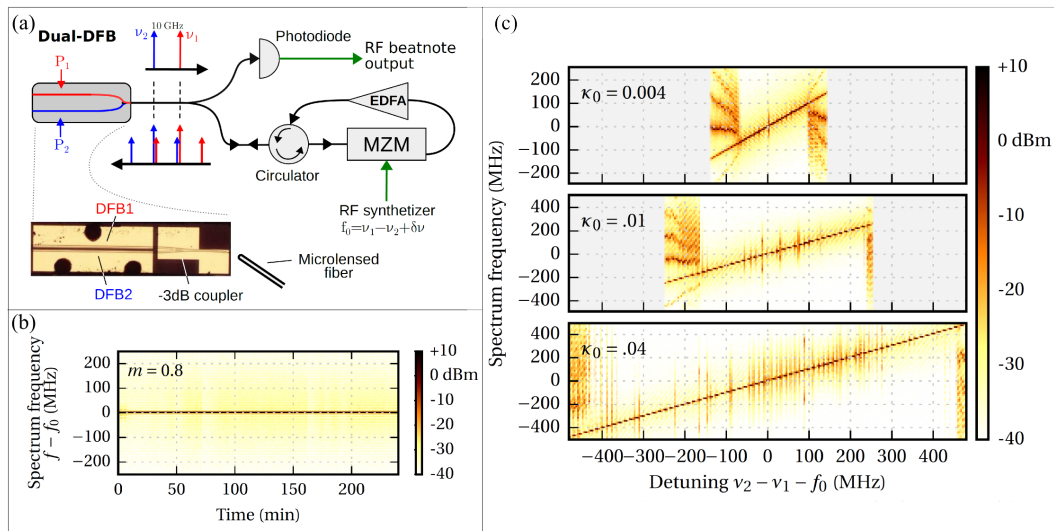 (a)
Dual-DFB
P₁
P₂
ν₂
10 GHz
ν₁
Photodiode
RF beatnote
output
EDFA
MZM
Circulator
RF synthetizer
f₀=ν₁−ν₂+δν
DFB1
DFB2
-3dB coupler
Microlensed
fiber
(b)
Spectrum frequency
f − f₀ (MHz)
200
100
0
-100
-200
m = 0.8
0
50
100
150
200
Time (min)
+10
0 dBm
-10
-20
-30
-40
(c)
Spectrum frequency (MHz)
κ₀ = 0.004
200
100
0
−100
−200
κ₀ = .01
400
200
0
−200
−400
κ₀ = .04
400
200
0
−200
−400
−400
−300
−200
−100
0
100
200
300
400
Detuning ν₂ − ν₁ − f₀ (MHz)
+10
0 dBm
-10
-20
-30
-40